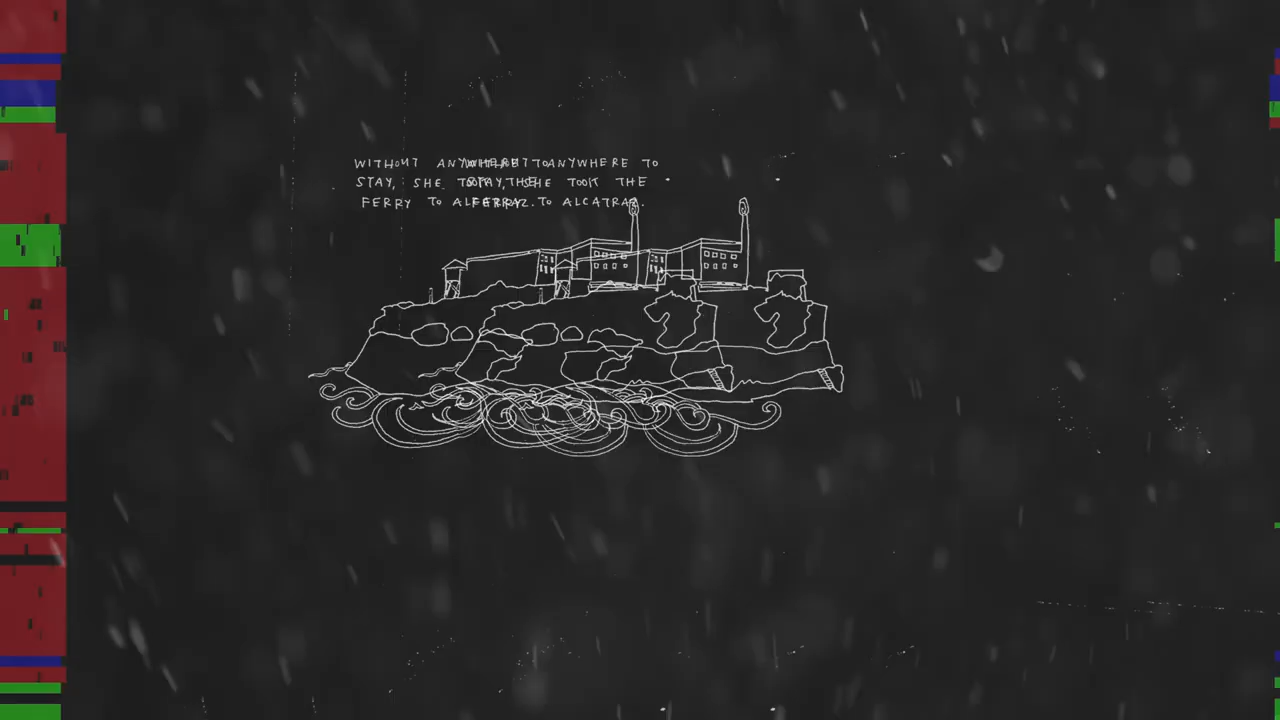 WITHOUT ANYWHERE TO
STAY, SHE TOOK THE
FERRY TO ALCATRAZ.